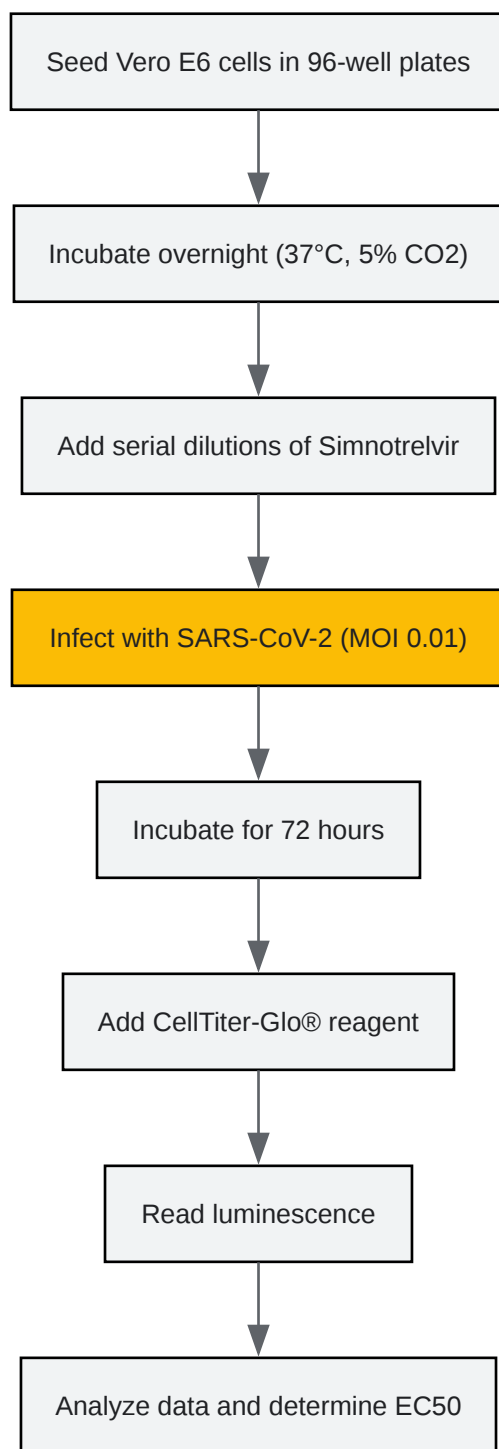 Seed Vero E6 cells in 96-well plates
Incubate overnight (37°C, 5% CO2)
Add serial dilutions of Simnotrelvir
Infect with SARS-CoV-2 (MOI 0.01)
Incubate for 72 hours
Add CellTiter-Glo® reagent
Read luminescence
Analyze data and determine EC50